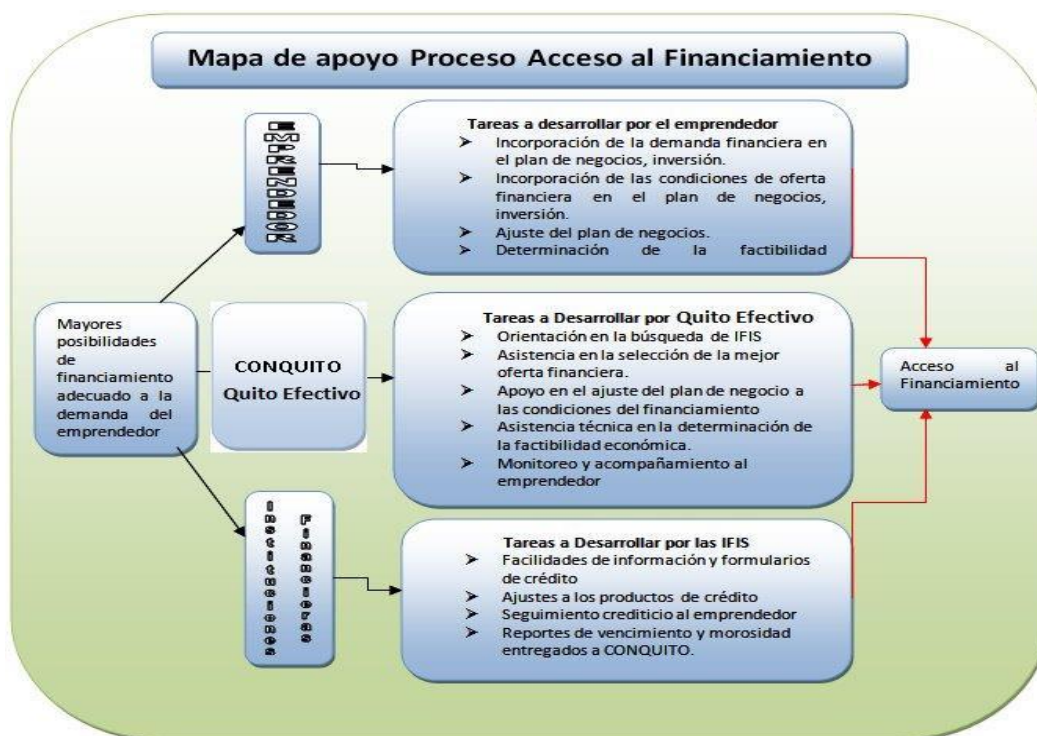 Mapa de apoyo Proceso Acceso al Financiamiento
EMPRENDEDOR
Tareas a desarrollar por el emprendedor
➢ Incorporación de la demanda financiera en
el plan de negocios, inversión.
➢ Incorporación de las condiciones de oferta
financiera en el plan de negocios,
inversión.
➢ Ajuste del plan de negocios.
➢ Determinación de la factibilidad
Mayores
posibilidades
de
financiamiento
adecuado a la
demanda del
emprendedor
CONQUITO
Quito Efectivo
Tareas a Desarrollar por Quito Efectivo
➢ Orientación en la búsqueda de IFIS
➢ Asistencia en la selección de la mejor
oferta financiera.
➢ Apoyo en el ajuste del plan de negocio a
las condiciones del financiamiento
➢ Asistencia técnica en la determinación de
la factibilidad económica.
➢ Monitoreo y acompañamiento al
emprendedor
Acceso al
Financiamiento
Instituciones
Financieras
Tareas a Desarrollar por las IFIS
➢ Facilidades de información y formularios
de crédito
➢ Ajustes a los productos de crédito
➢ Seguimiento crediticio al emprendedor
➢ Reportes de vencimiento y morosidad
entregados a CONQUITO.